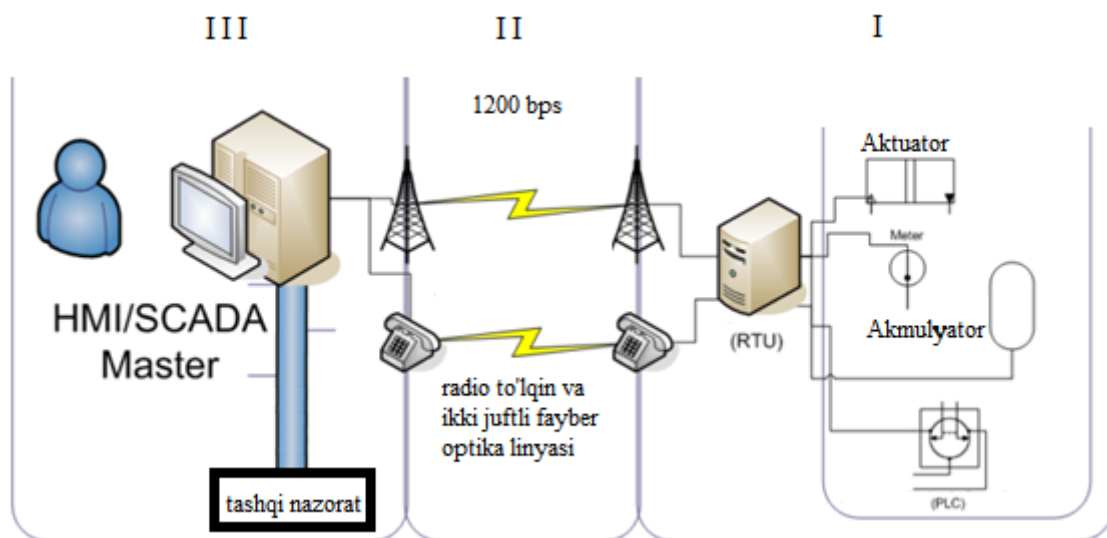 III
II
I
1200 bps
Aktuator
Meter
Akmulyator
HMI/SCADA
Master
(RTU)
radio to'lqin va
ikki juftli fayber
optika linyasi
tashqi nazorat
(PLC)